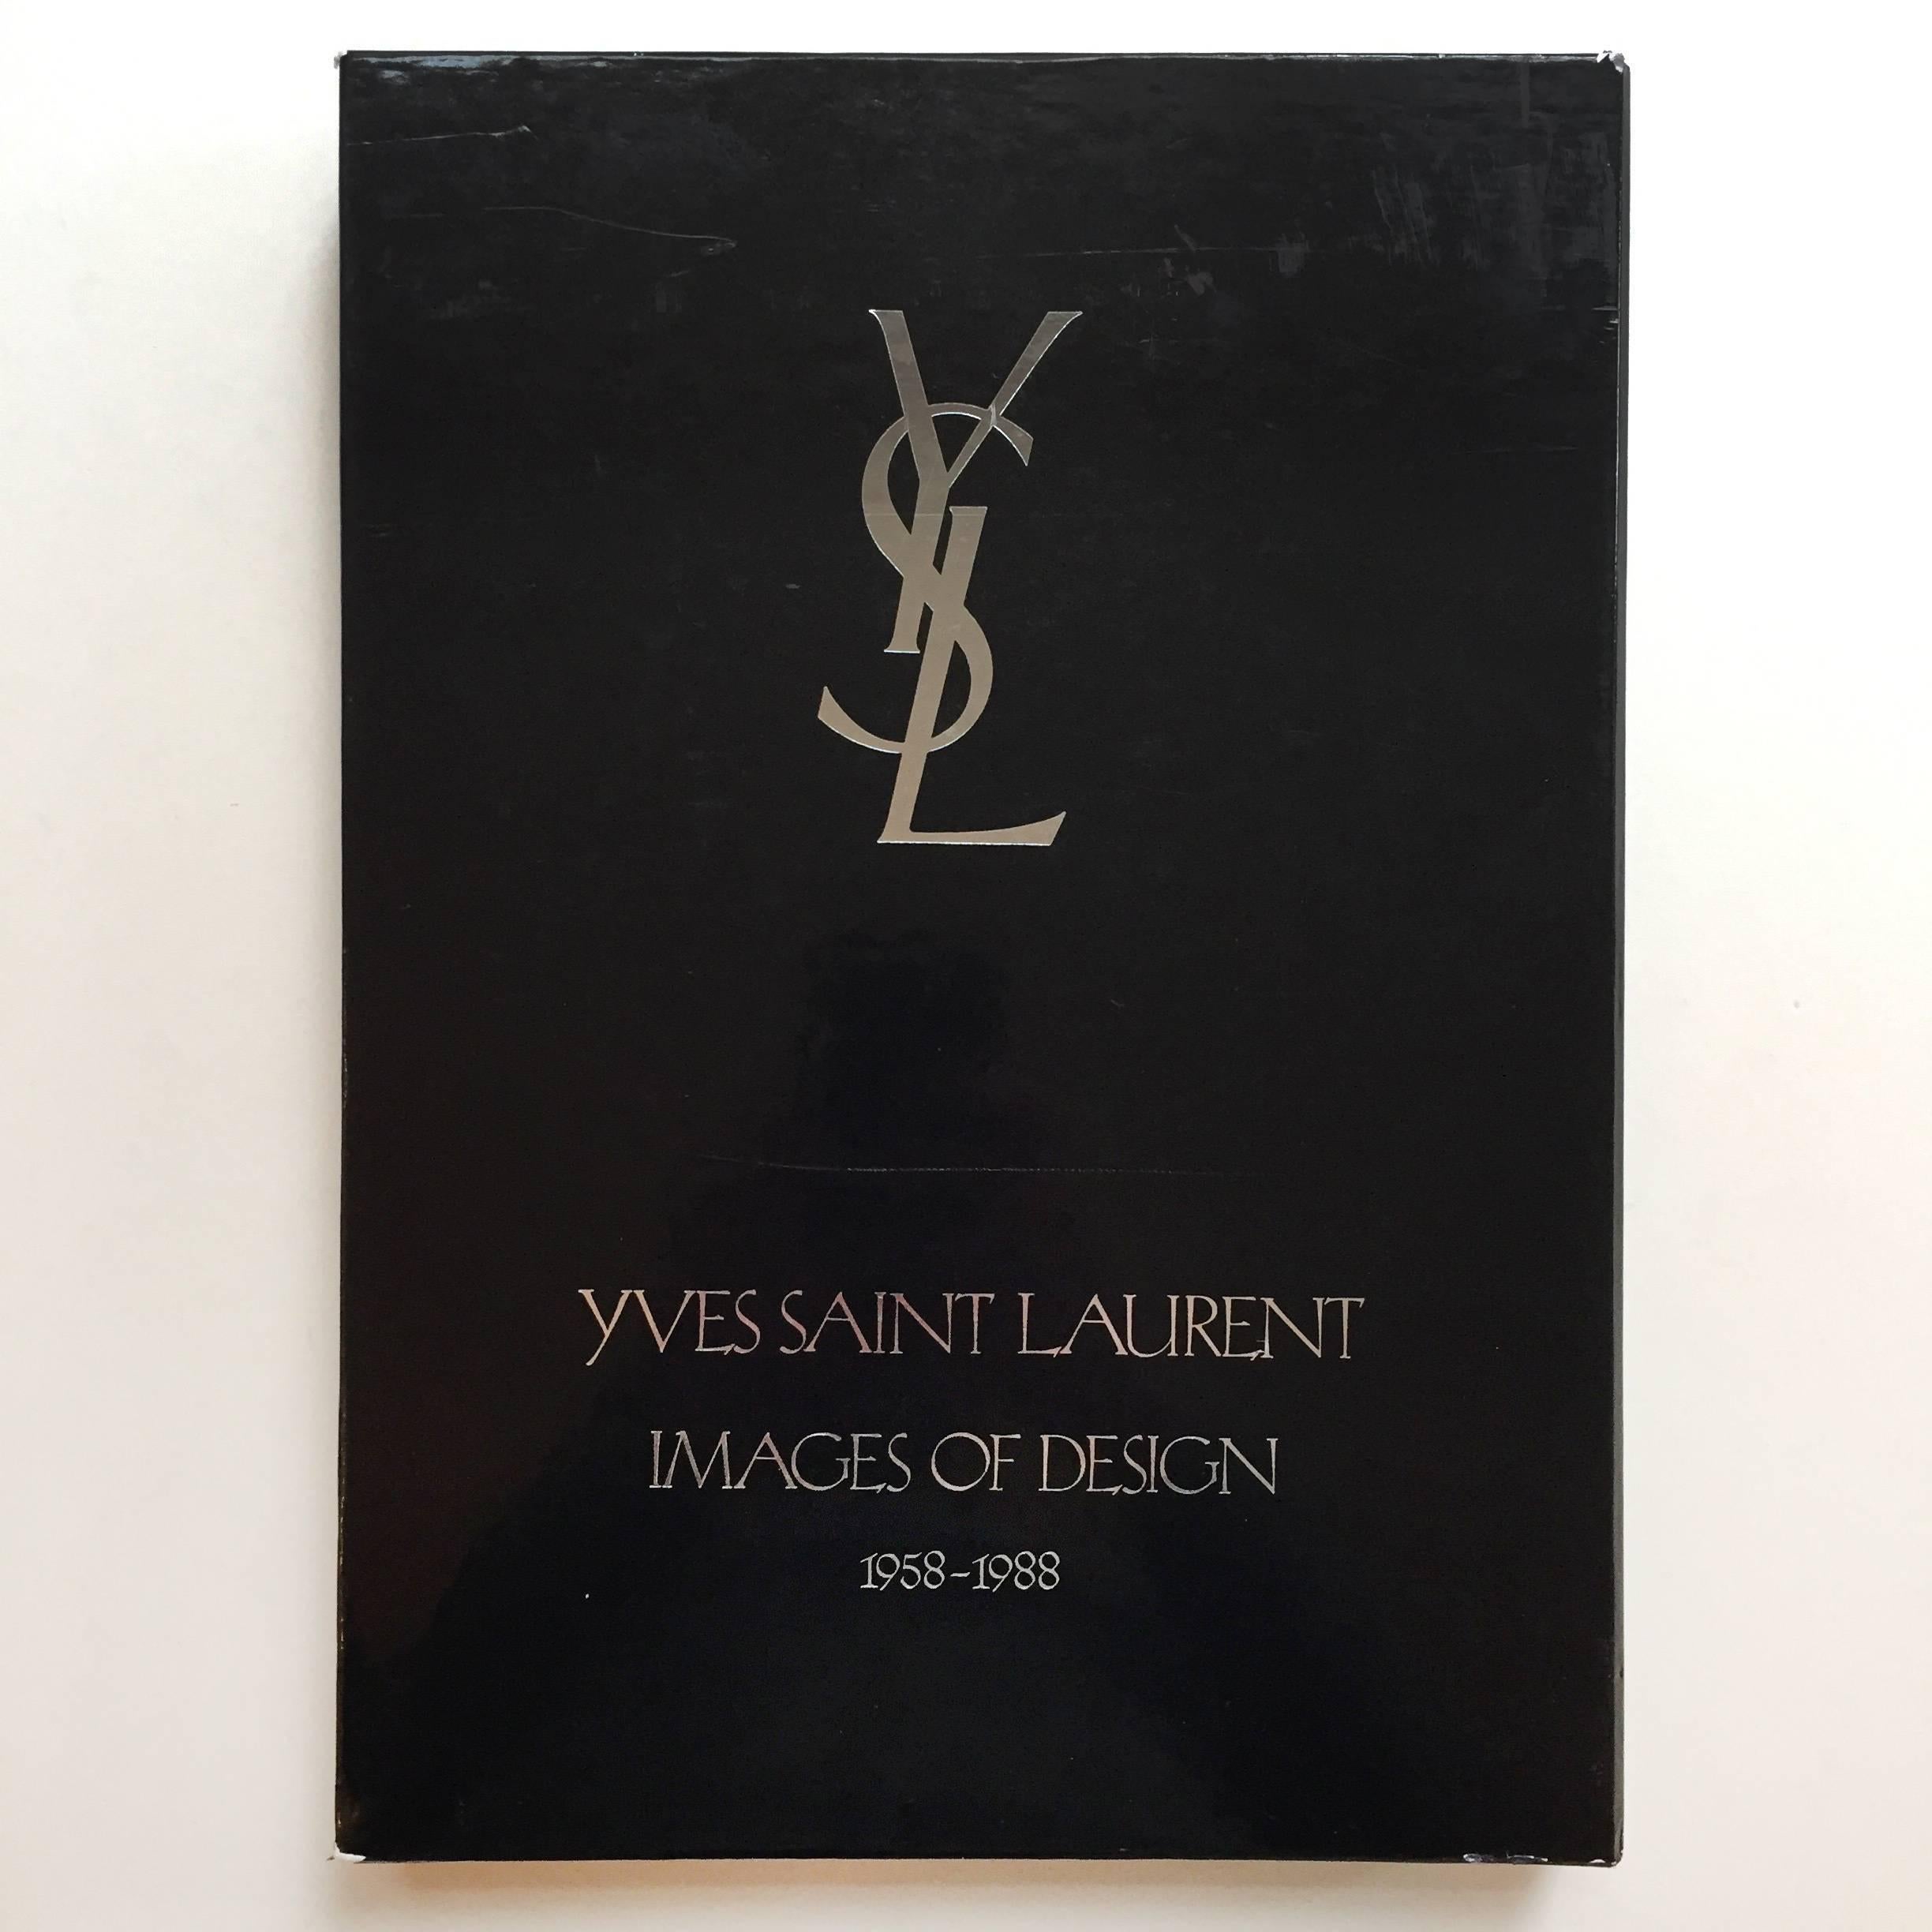 YSL
YVES SAINT LAURENT
IMAGES OF DESIGN
1958-1988